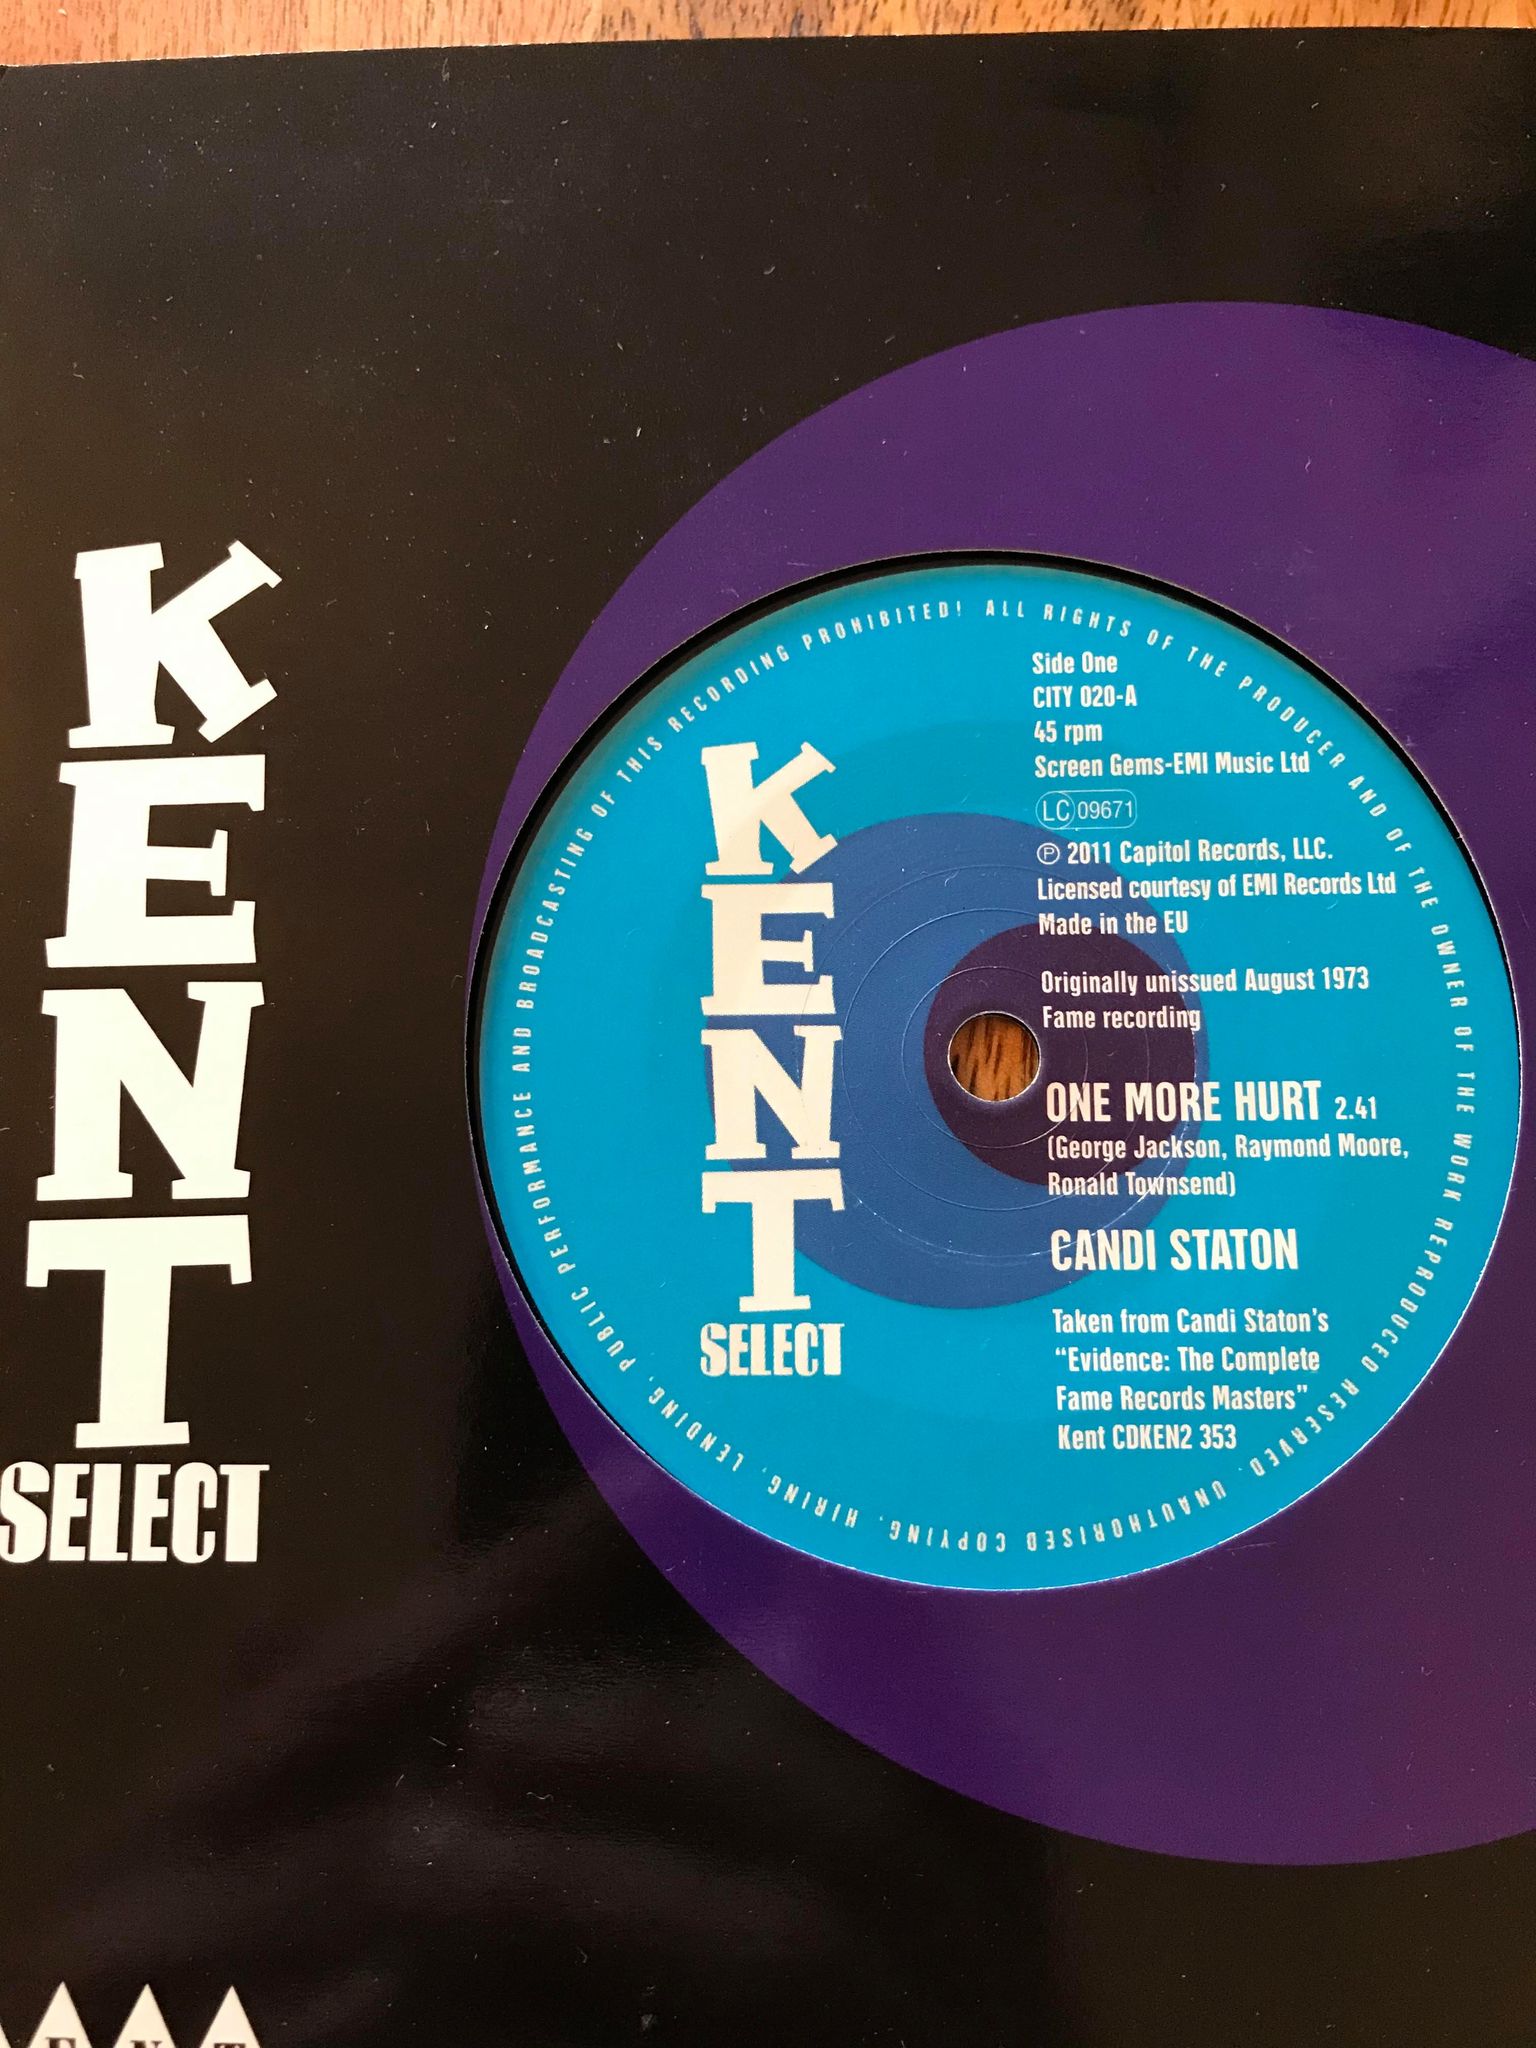 KENT
SELECT
KENT
SELECT
Side One
CITY 020-A
45 rpm
Screen Gems-EMI Music Ltd
LC 09671
℗ 2011 Capitol Records, LLC.
Licensed courtesy of EMI Records Ltd
Made in the EU
Originally unissued August 1973
Fame recording
ONE MORE HURT 2.41
(George Jackson, Raymond Moore,
Ronald Townsend)
CANDI STATON
Taken from Candi Staton's
"Evidence: The Complete
Fame Records Masters"
Kent CDKEN2 353
ALL RIGHTS OF THE PRODUCER AND OF THE OWNER OF THE WORK REPRODUCED RESERVED. UNAUTHORISED COPYING, HIRING, LENDING, PUBLIC PERFORMANCE AND BROADCASTING OF THIS RECORDING PROHIBITED!